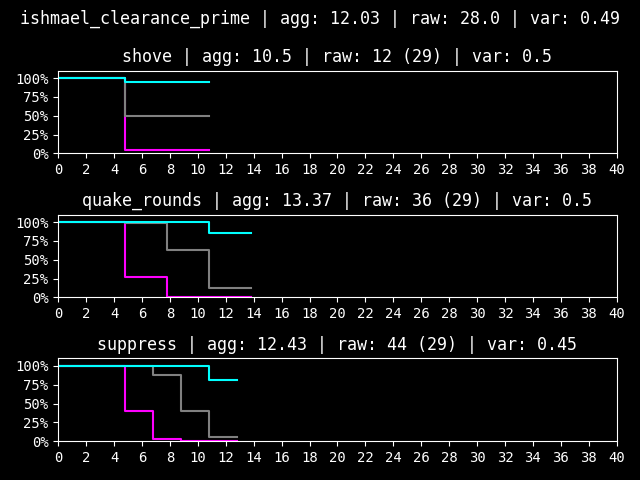 ishmael_clearance_prime | agg: 12.03 | raw: 28.0 | var: 0.49
shove | agg: 10.5 | raw: 12 (29) | var: 0.5
100%
75%
50%
25%
0%
0 2 4 6 8 10 12 14 16 18 20 22 24 26 28 30 32 34 36 38 40
quake_rounds | agg: 13.37 | raw: 36 (29) | var: 0.5
100%
75%
50%
25%
0%
0 2 4 6 8 10 12 14 16 18 20 22 24 26 28 30 32 34 36 38 40
suppress | agg: 12.43 | raw: 44 (29) | var: 0.45
100%
75%
50%
25%
0%
0 2 4 6 8 10 12 14 16 18 20 22 24 26 28 30 32 34 36 38 40